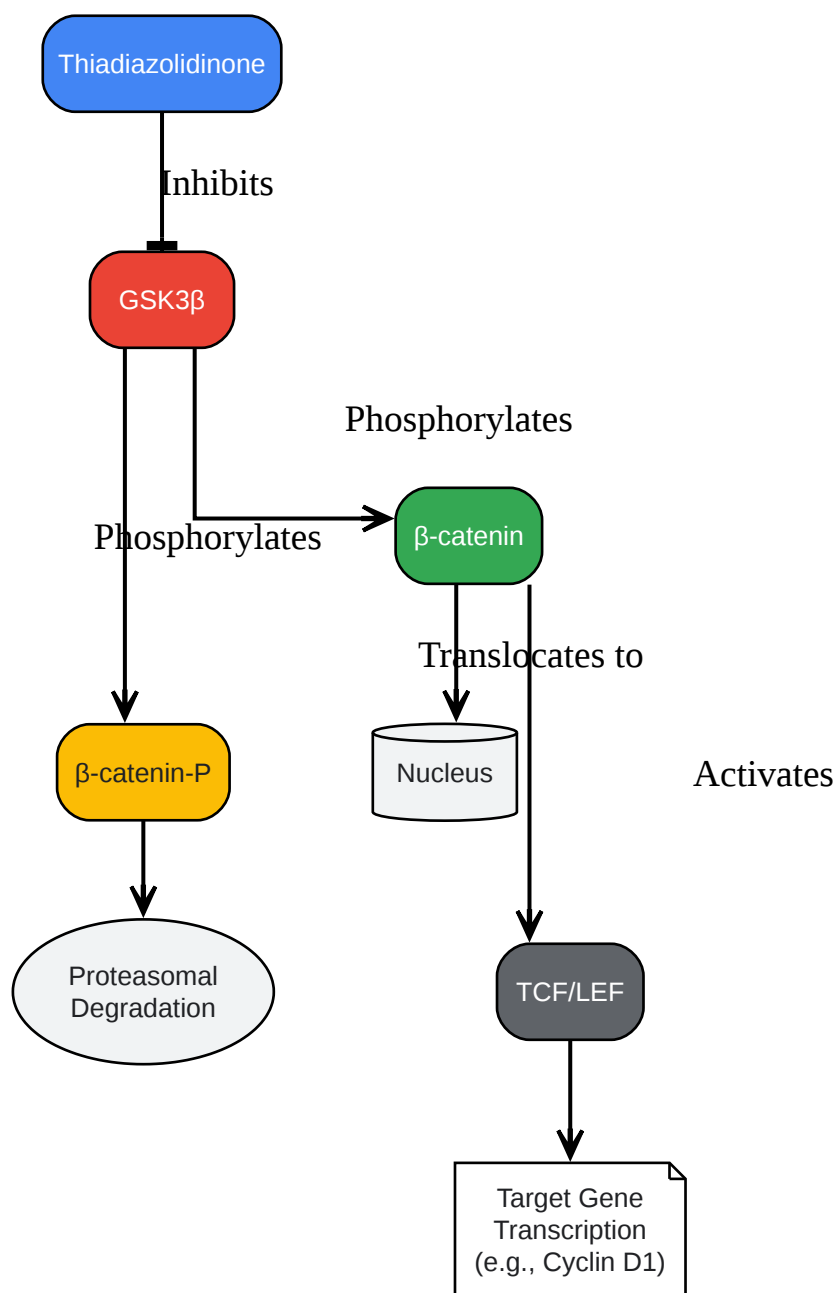 Thiadiazolidinone
Inhibits
GSK3β
Phosphorylates
Phosphorylates
β-catenin
Translocates to
β-catenin-P
Nucleus
Activates
Proteasomal
Degradation
TCF/LEF
Target Gene
Transcription
(e.g., Cyclin D1)